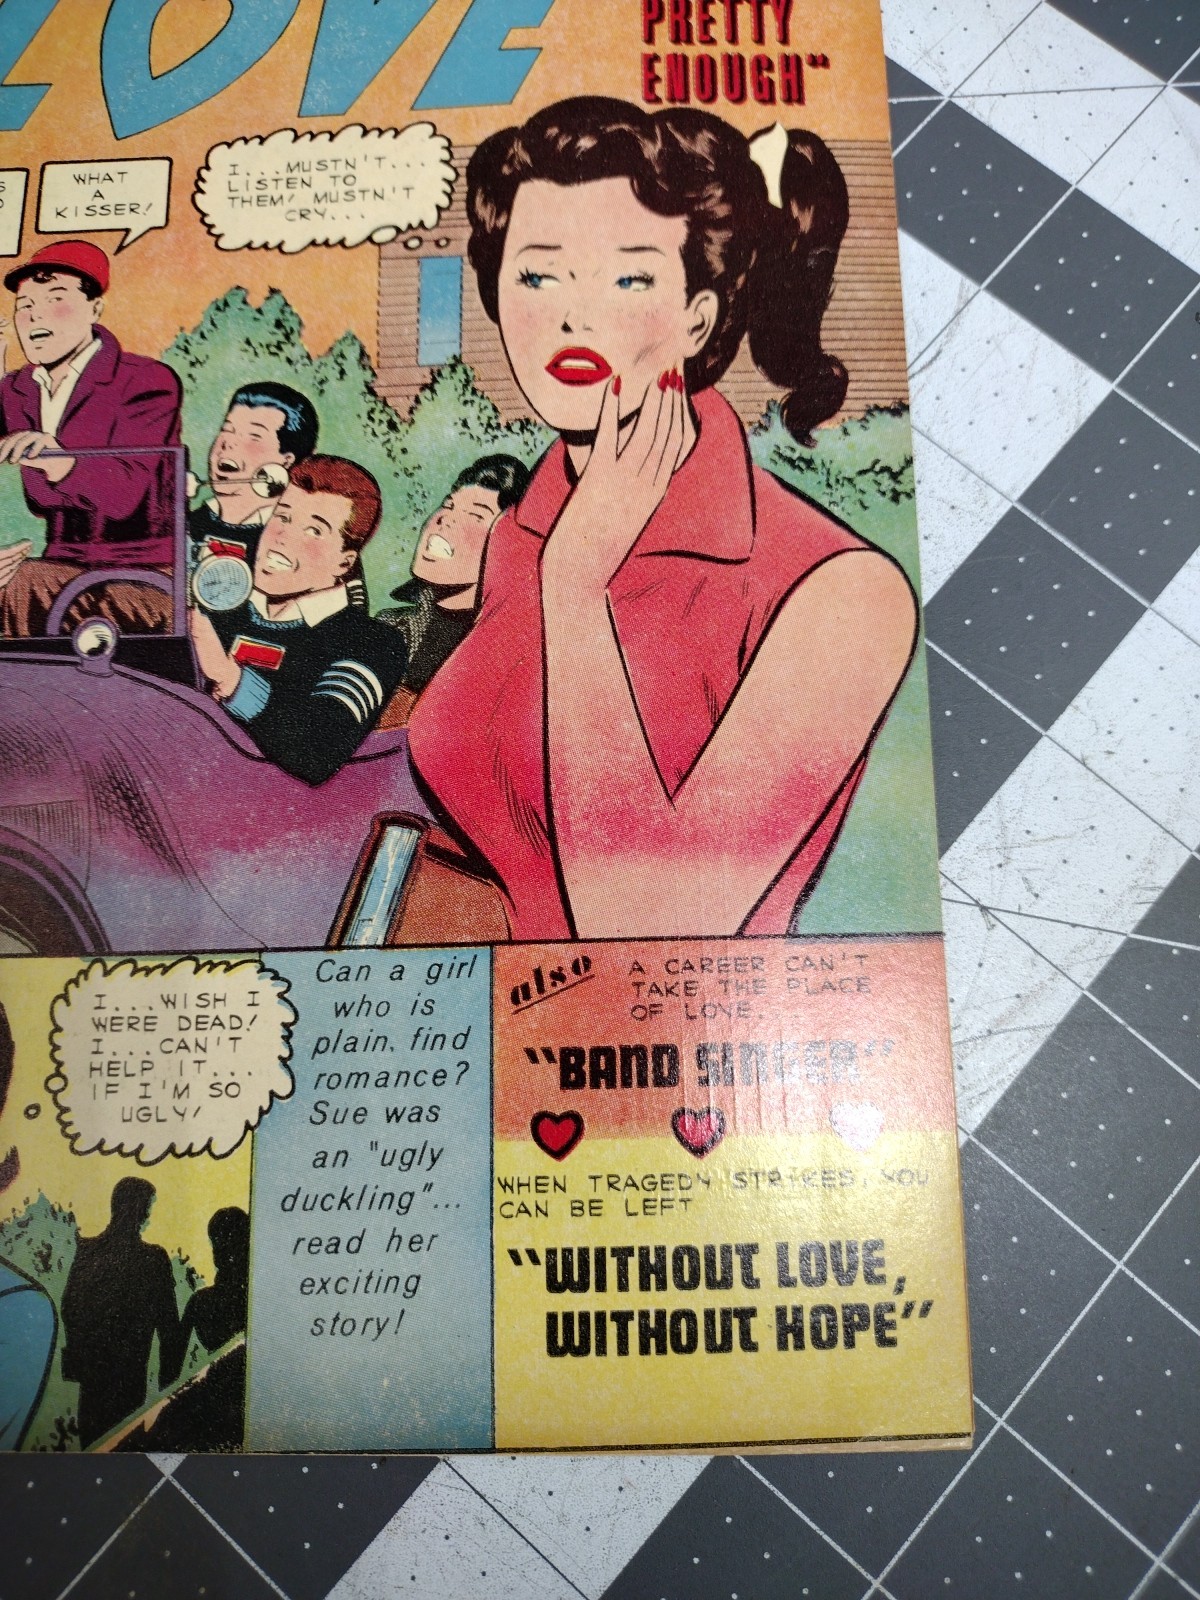 LOVE
PRETTY
ENOUGH"
WHAT
A
KISSER!
I...MUSTN'T...
LISTEN TO
THEM! MUSTN'T
CRY...
I...WISH I
WERE DEAD!
I...CAN'T
HELP IT...
IF I'M SO
UGLY!
Can a girl
who is
plain, find
romance?
Sue was
an "ugly
duckling"...
read her
exciting
story!
also
A CAREER CAN'T
TAKE THE PLACE
OF LOVE...
"BAND SINGER"
WHEN TRAGEDY STRIKES, YOU
CAN BE LEFT
"WITHOUT LOVE,
WITHOUT HOPE"